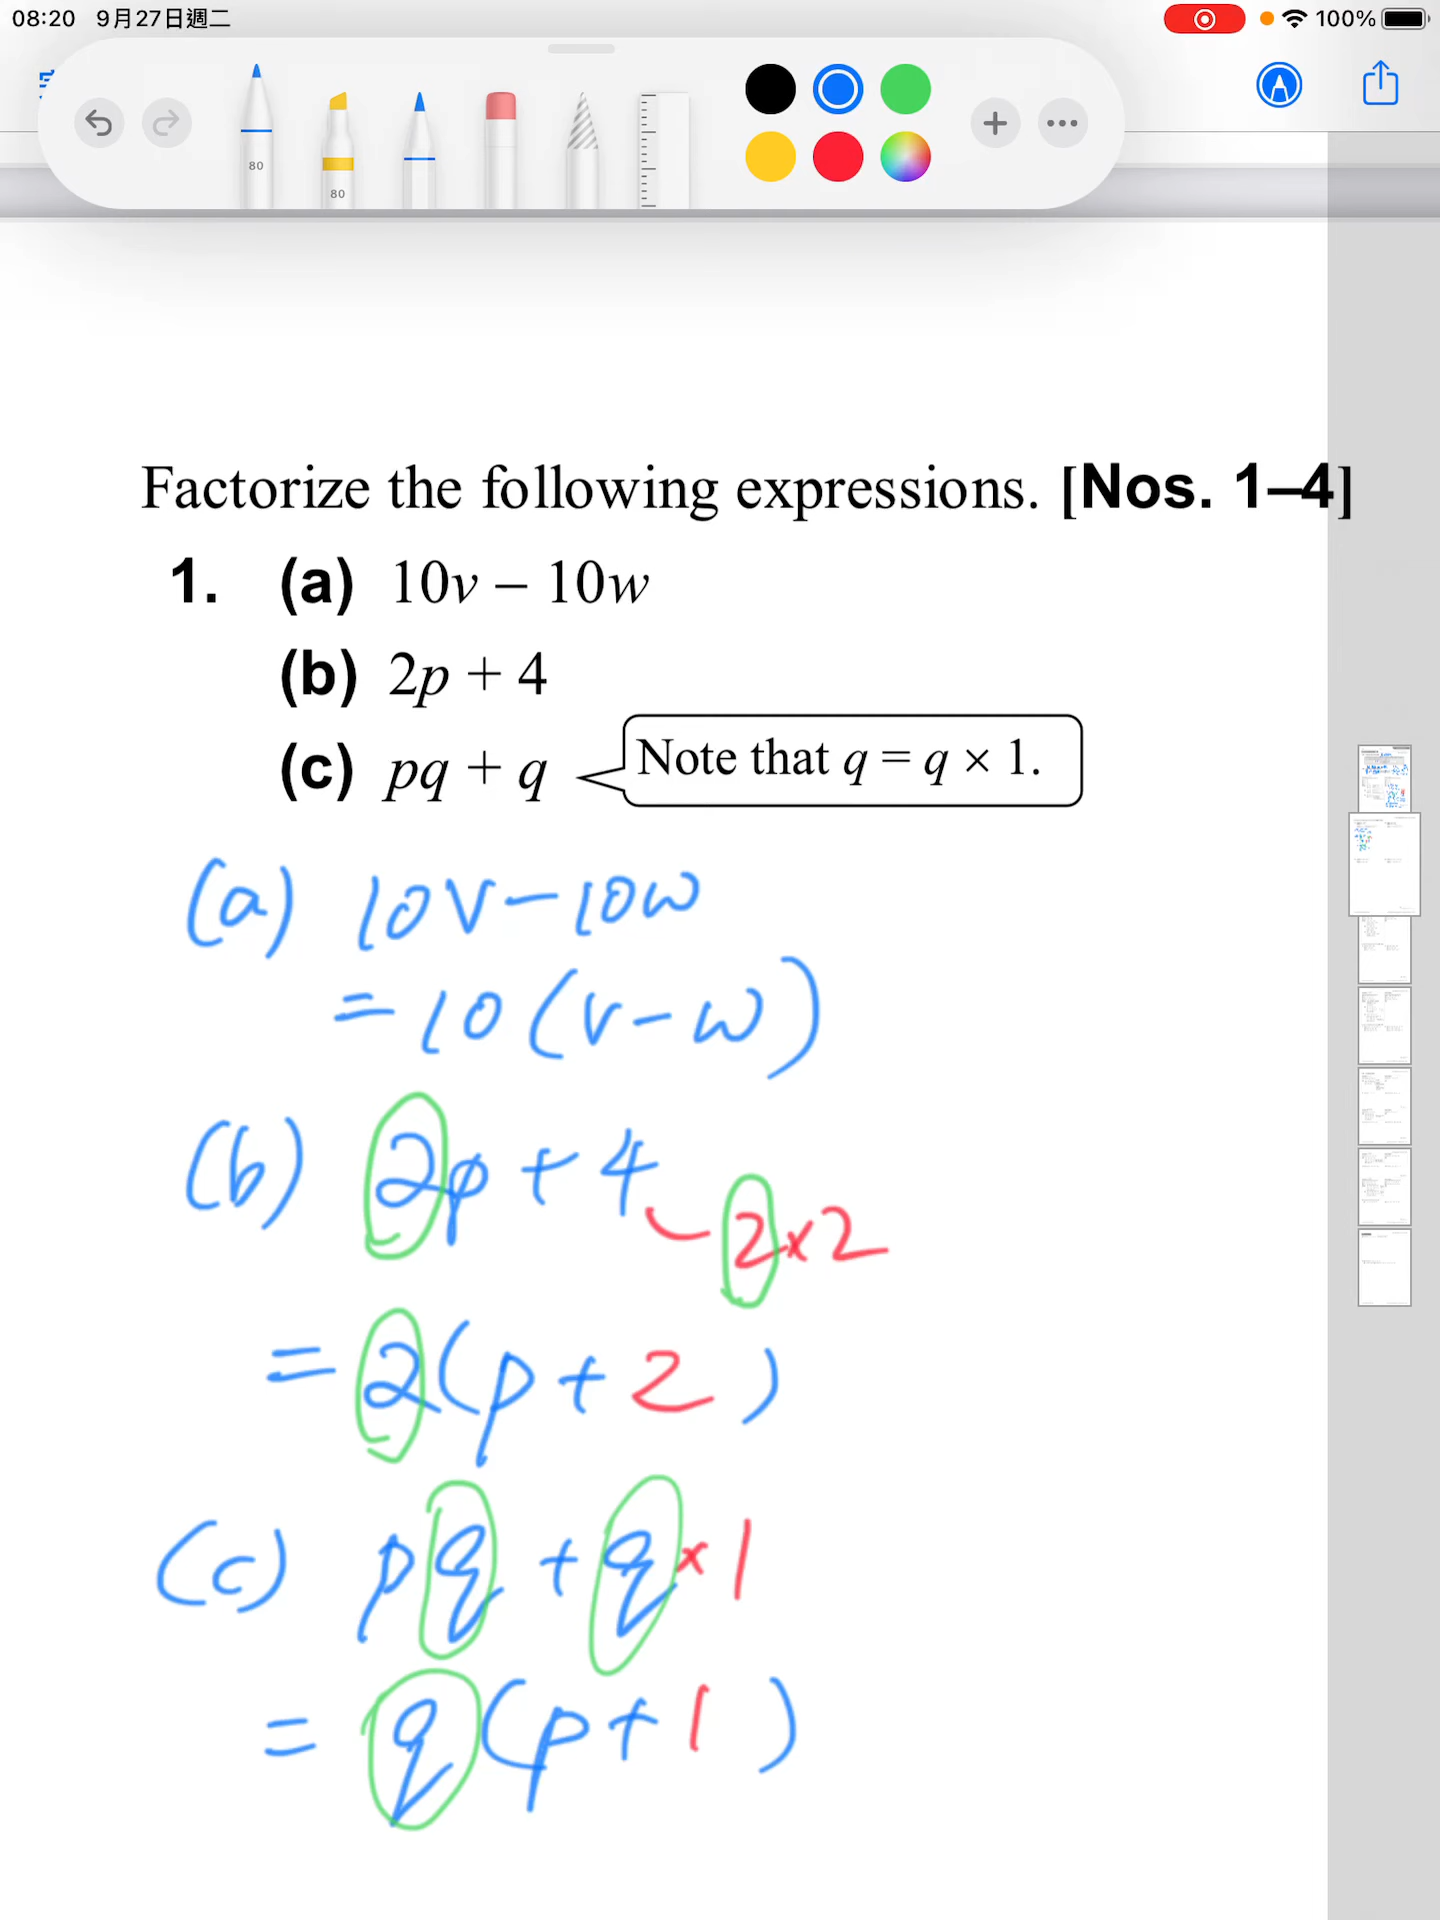 08:20 9月27日週二
100%
80
80
Factorize the following expressions. [Nos. 1–4]
1. (a) 10v – 10w
(b) 2p + 4
(c) pq + q
Note that q = q × 1.
(a) 10v-10w
= 10(v-w)
(b) 2p + 4
2x2
= 2(p + 2)
(c) pq + q x 1
= q(p+1)